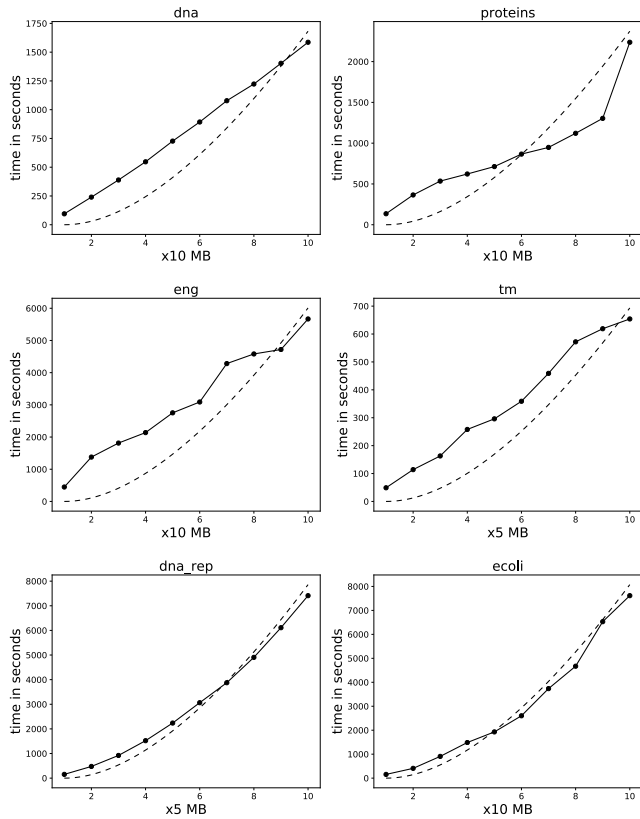 dna
time in seconds
1750
1500
1250
1000
750
500
250
0
2 4 6 8 10
x10 MB
proteins
time in seconds
2000
1500
1000
500
0
2 4 6 8 10
x10 MB
eng
time in seconds
6000
5000
4000
3000
2000
1000
0
2 4 6 8 10
x10 MB
tm
time in seconds
700
600
500
400
300
200
100
0
2 4 6 8 10
x5 MB
dna_rep
time in seconds
8000
7000
6000
5000
4000
3000
2000
1000
0
2 4 6 8 10
x5 MB
ecoli
time in seconds
8000
7000
6000
5000
4000
3000
2000
1000
0
2 4 6 8 10
x10 MB